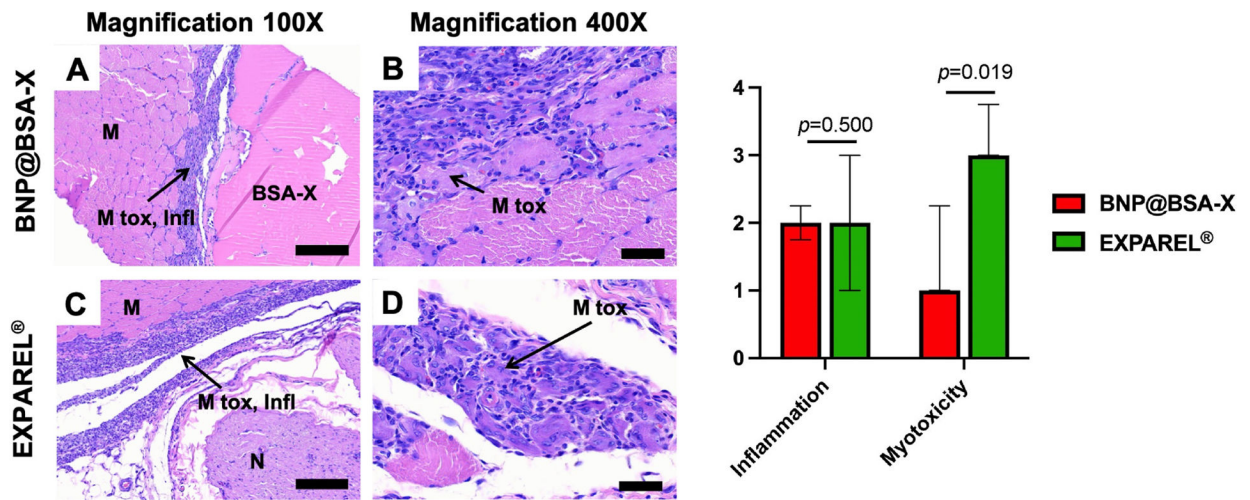 Magnification 100X
Magnification 400X
BNP@BSA-X
A
M
M tox, Infl
BSA-X
B
M tox
EXPAREL®
C
M
M tox, Infl
N
D
M tox
4
3
2
1
0
p=0.500
p=0.019
Inflammation
Myotoxicity
BNP@BSA-X
EXPAREL®